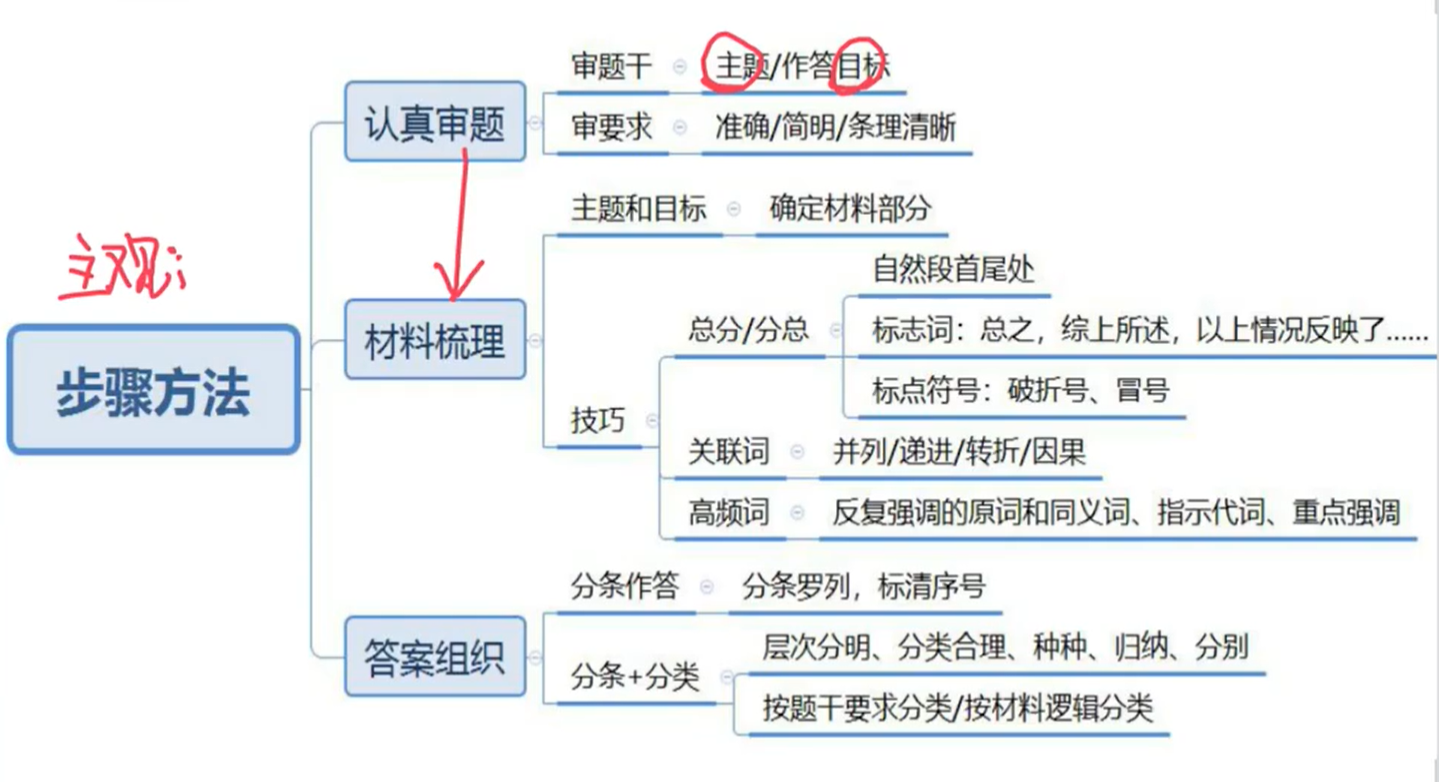 审题干 主题/作答目标
认真审题
审要求 准确/简明/条理清晰
主题和目标 确定材料部分
主观:
自然段首尾处
总分/分总 标志词：总之，综上所述，以上情况反映了……
材料梳理
步骤方法
标点符号：破折号、冒号
技巧
关联词 并列/递进/转折/因果
高频词 反复强调的原词和同义词、指示代词、重点强调
分条作答 分条罗列，标清序号
答案组织
层次分明、分类合理、种种、归纳、分别
分条+分类
按题干要求分类/按材料逻辑分类